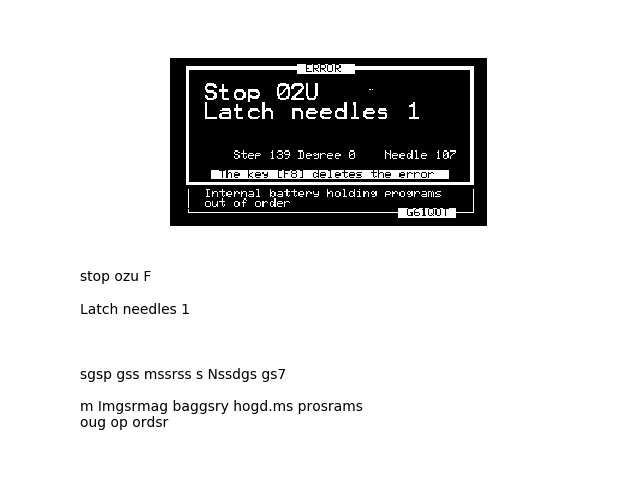 ERROR
Stop 02U
Latch needles 1
Step 139 Degree 0 Needle 107
The key [F8] deletes the error
Internal battery holding programs
out of order
G61Q0T
stop ozu F
Latch needles 1
sgsp gss mssrss s Nssdgs gs7
m Imgsrmag baggsry hogd.ms prosrams
oug op ordsr